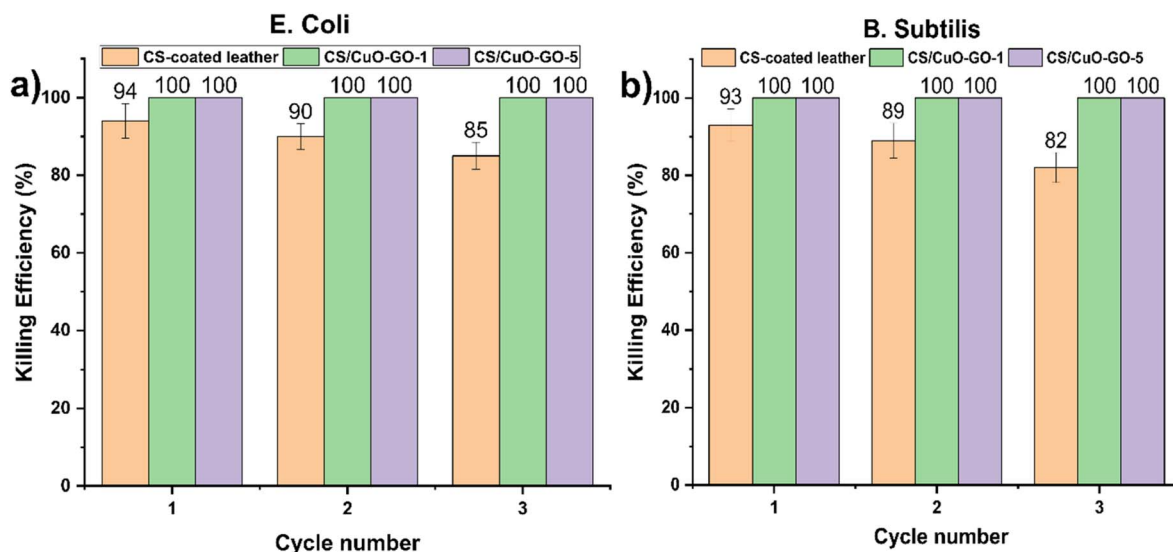 E. Coli
CS-coated leather CS/CuO-GO-1 CS/CuO-GO-5
a)
94 100 100 90 100 100 85 100 100
100
80
60
40
20
0
Killing Efficiency (%)
1 2 3
Cycle number
B. Subtilis
CS-coated leather CS/CuO-GO-1 CS/CuO-GO-5
b)
93 100 100 89 100 100 82 100 100
100
80
60
40
20
0
Killing Efficiency (%)
1 2 3
Cycle number